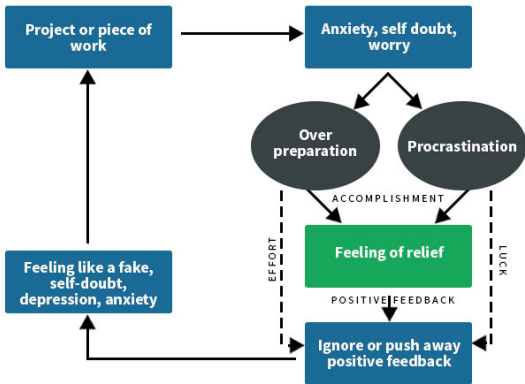 Project or piece of
work
Anxiety, self doubt,
worry
Over
preparation
Procrastination
ACCOMPLISHMENT
Feeling of relief
EFFORT
LUCK
POSITIVE FEEDBACK
Ignore or push away
positive feedback
Feeling like a fake,
self-doubt,
depression, anxiety